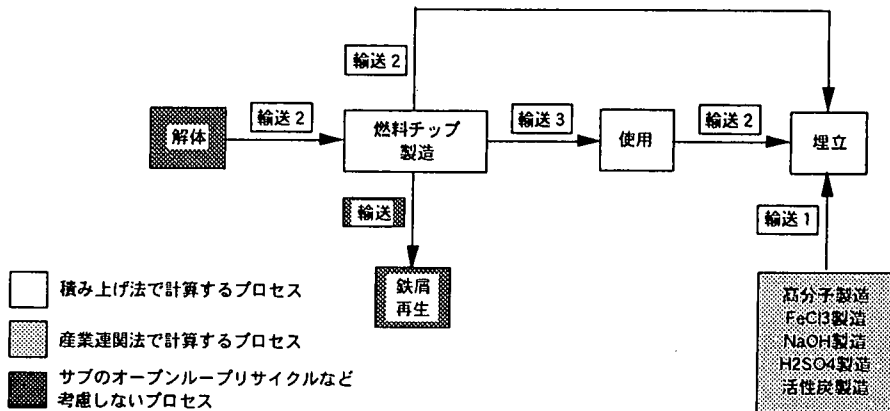 輸送 2
解体
輸送 2
燃料チップ
製造
輸送 3
使用
輸送 2
埋立
輸送
輸送 1
鉄屑
再生
高分子製造
FeCl3製造
NaOH製造
H2SO4製造
活性炭製造
積み上げ法で計算するプロセス
産業連関法で計算するプロセス
サブのオープンループリサイクルなど
考慮しないプロセス